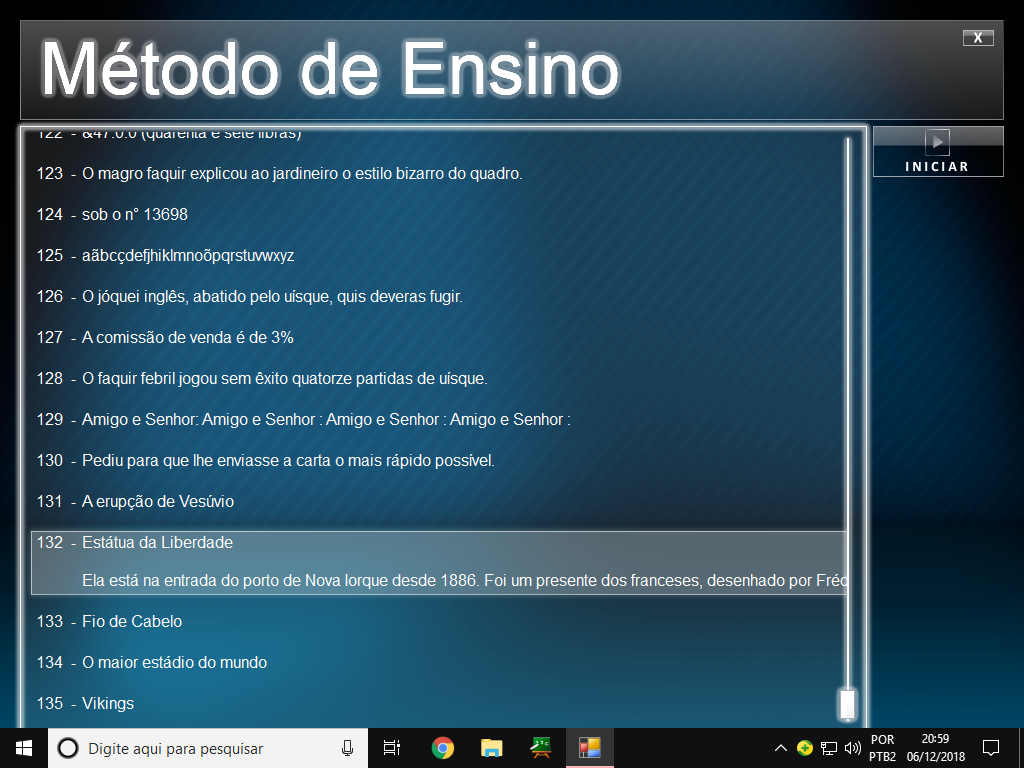 Método de Ensino
X
INICIAR
122 - &47.0.0 (quarenta e sete libras)
123 - O magro faquir explicou ao jardineiro o estilo bizarro do quadro.
124 - sob o n° 13698
125 - aãbcçdefjhiklmnoõpqrstuvwxyz
126 - O jóquei inglês, abatido pelo uísque, quis deveras fugir.
127 - A comissão de venda é de 3%
128 - O faquir febril jogou sem êxito quatorze partidas de uísque.
129 - Amigo e Senhor: Amigo e Senhor : Amigo e Senhor : Amigo e Senhor :
130 - Pediu para que lhe enviasse a carta o mais rápido possível.
131 - A erupção de Vesúvio
132 - Estátua da Liberdade
Ela está na entrada do porto de Nova Iorque desde 1886. Foi um presente dos franceses, desenhado por Fréc
133 - Fio de Cabelo
134 - O maior estádio do mundo
135 - Vikings
Digite aqui para pesquisar
POR
PTB2
20:59
06/12/2018